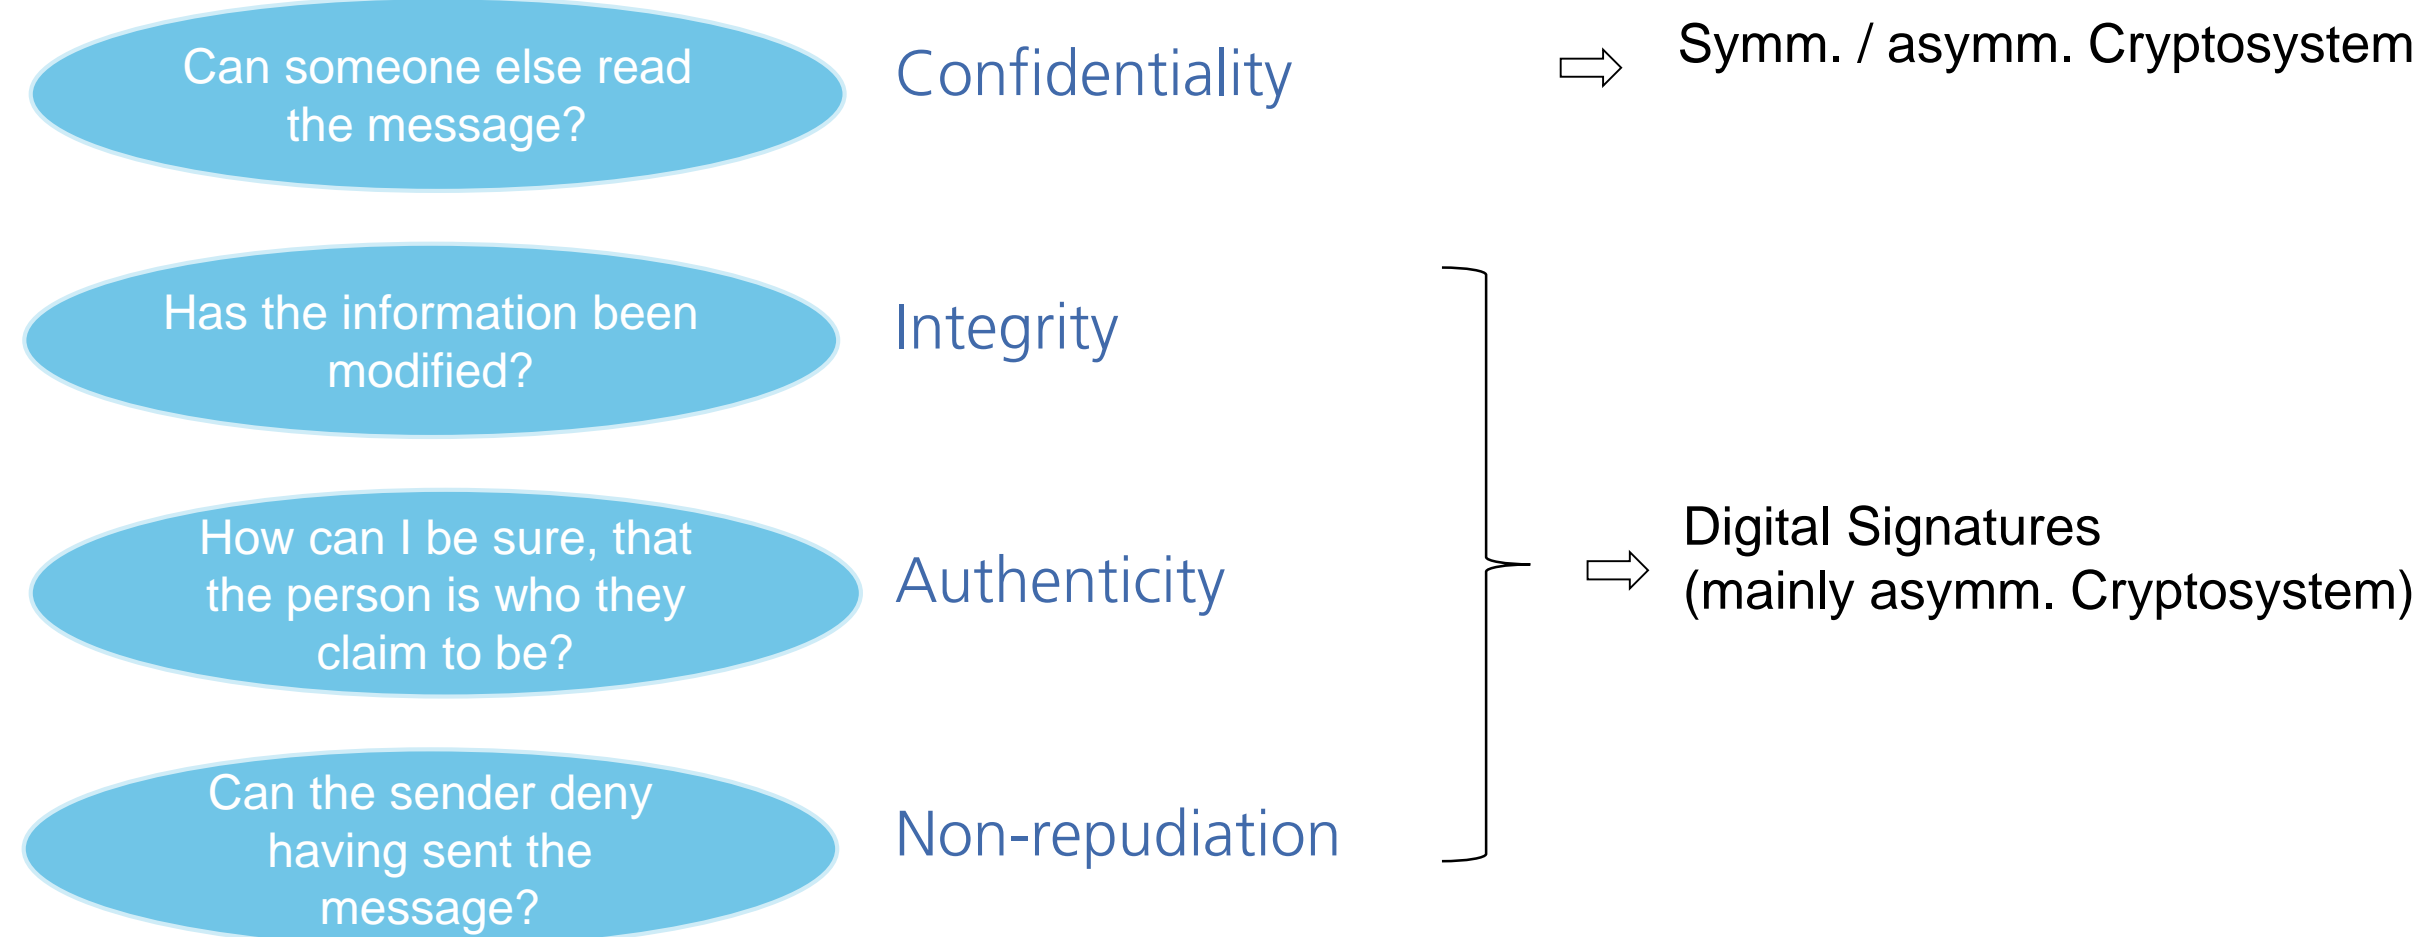 Can someone else read
the message?
Confidentiality
Symm. / asymm. Cryptosystem
Has the information been
modified?
Integrity
How can I be sure, that
the person is who they
claim to be?
Authenticity
Digital Signatures
(mainly asymm. Cryptosystem)
Can the sender deny
having sent the
message?
Non-repudiation